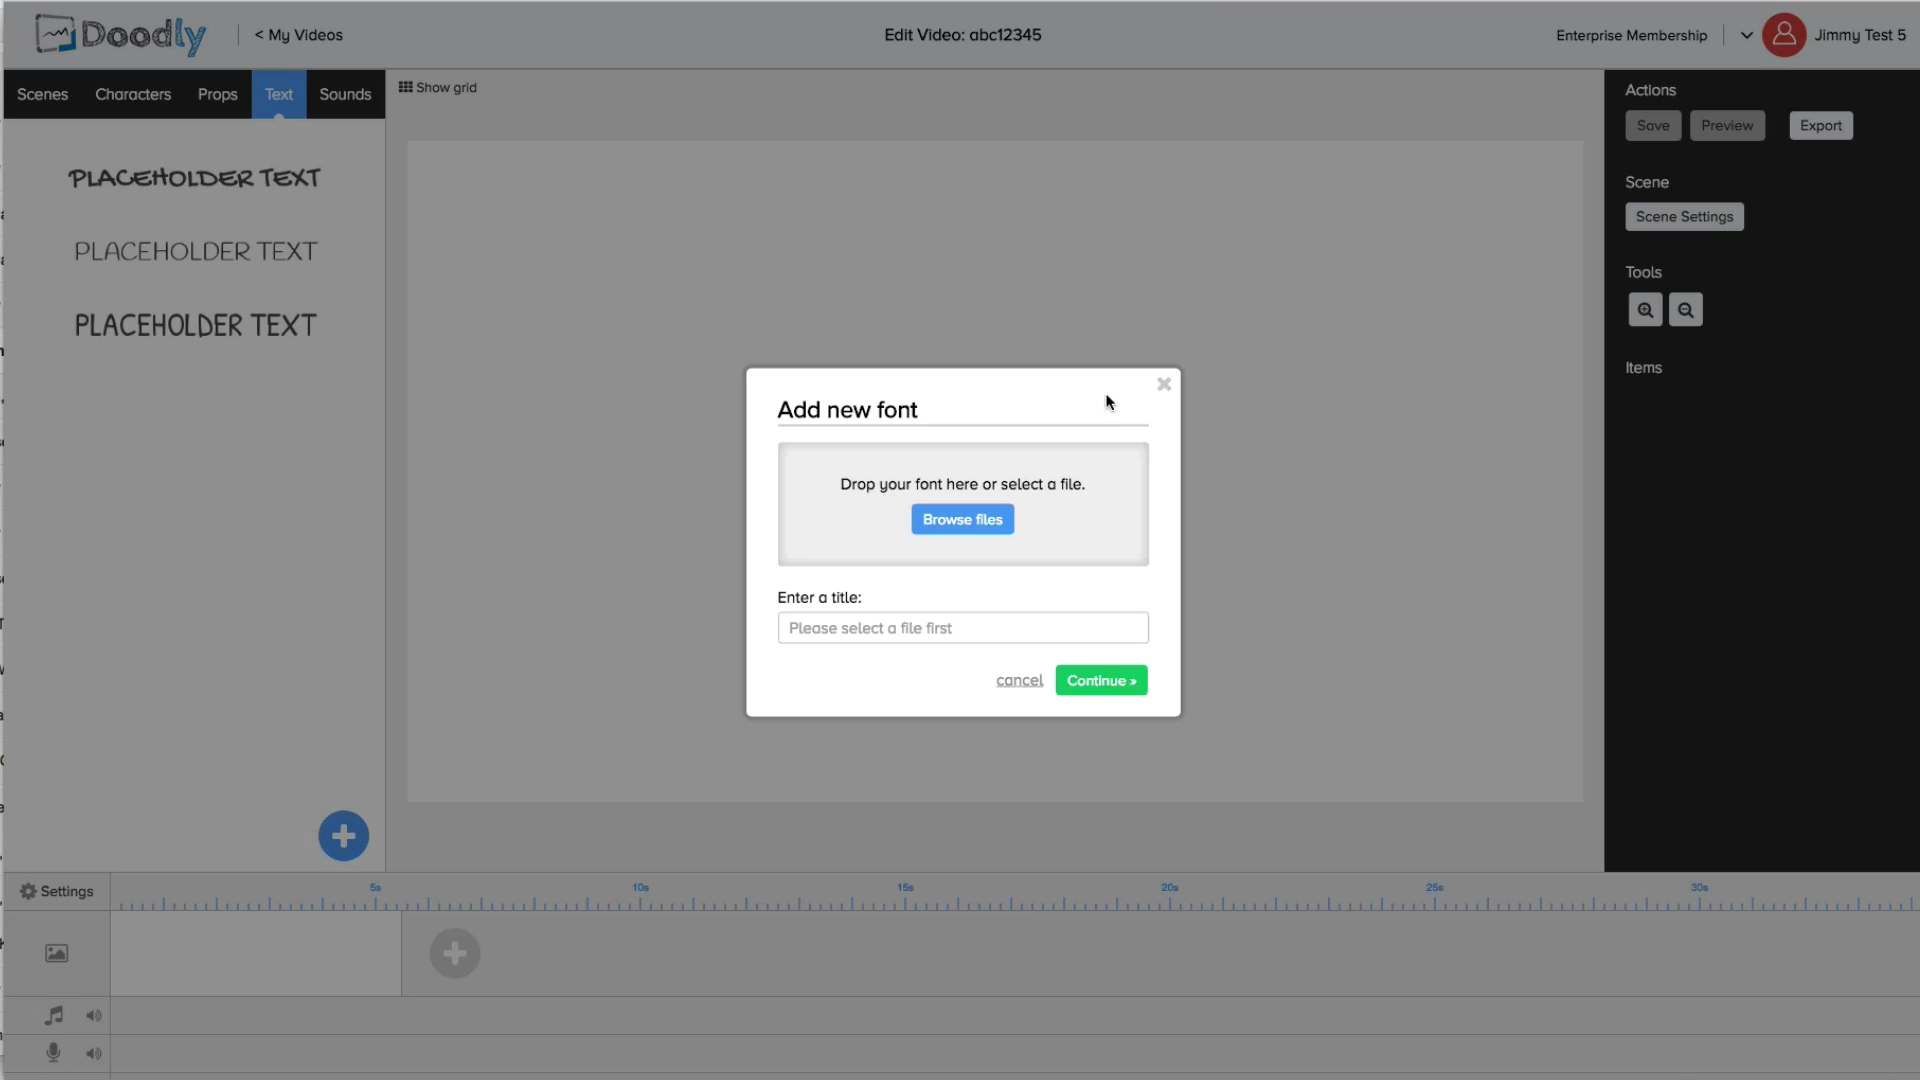 Doodly
< My Videos
Edit Video: abc12345
Enterprise Membership
Jimmy Test 5
Scenes
Characters
Props
Text
Sounds
Show grid
PLACEHOLDER TEXT
PLACEHOLDER TEXT
PLACEHOLDER TEXT
Add new font
Drop your font here or select a file.
Browse files
Enter a title:
Please select a file first
cancel
Continue »
Actions
Save
Preview
Export
Scene
Scene Settings
Tools
Items
Settings
5s
10s
15s
20s
25s
30s